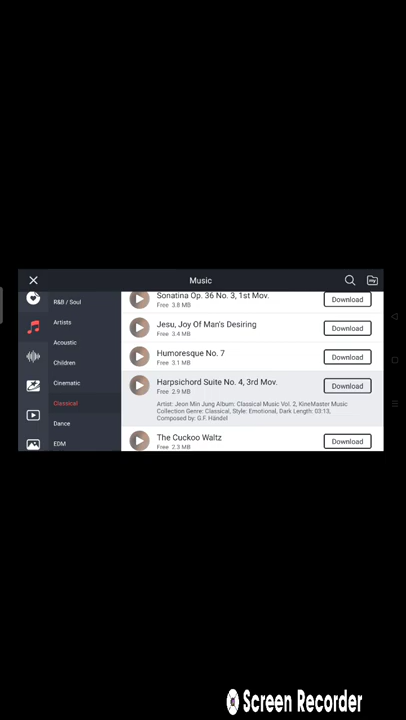 Music
my
R&B / Soul
Artists
Acoustic
Children
Cinematic
Classical
Dance
EDM
Sonatina Op. 36 No. 3, 1st Mov.
Free 3.8 MB
Download
Jesu, Joy Of Man's Desiring
Free 3.4 MB
Download
Humoresque No. 7
Free 3.1 MB
Download
Harpsichord Suite No. 4, 3rd Mov.
Free 2.9 MB
Download
Artist: Jeon Min Jung Album: Classical Music Vol. 2, KineMaster Music
Collection Genre: Classical, Style: Emotional, Dark Length: 03:13,
Composed by: G.F. Händel
The Cuckoo Waltz
Free 2.3 MB
Download
Screen Recorder